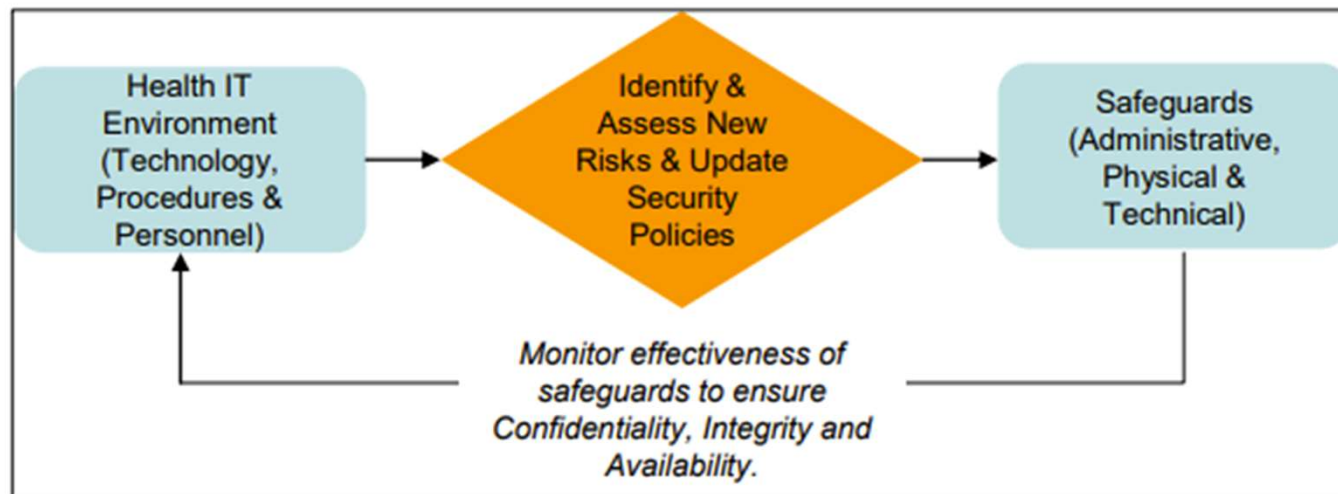 Health IT
Environment
(Technology,
Procedures &
Personnel)
Identify &
Assess New
Risks & Update
Security
Policies
Safeguards
(Administrative,
Physical &
Technical)
Monitor effectiveness of
safeguards to ensure
Confidentiality, Integrity and
Availability.